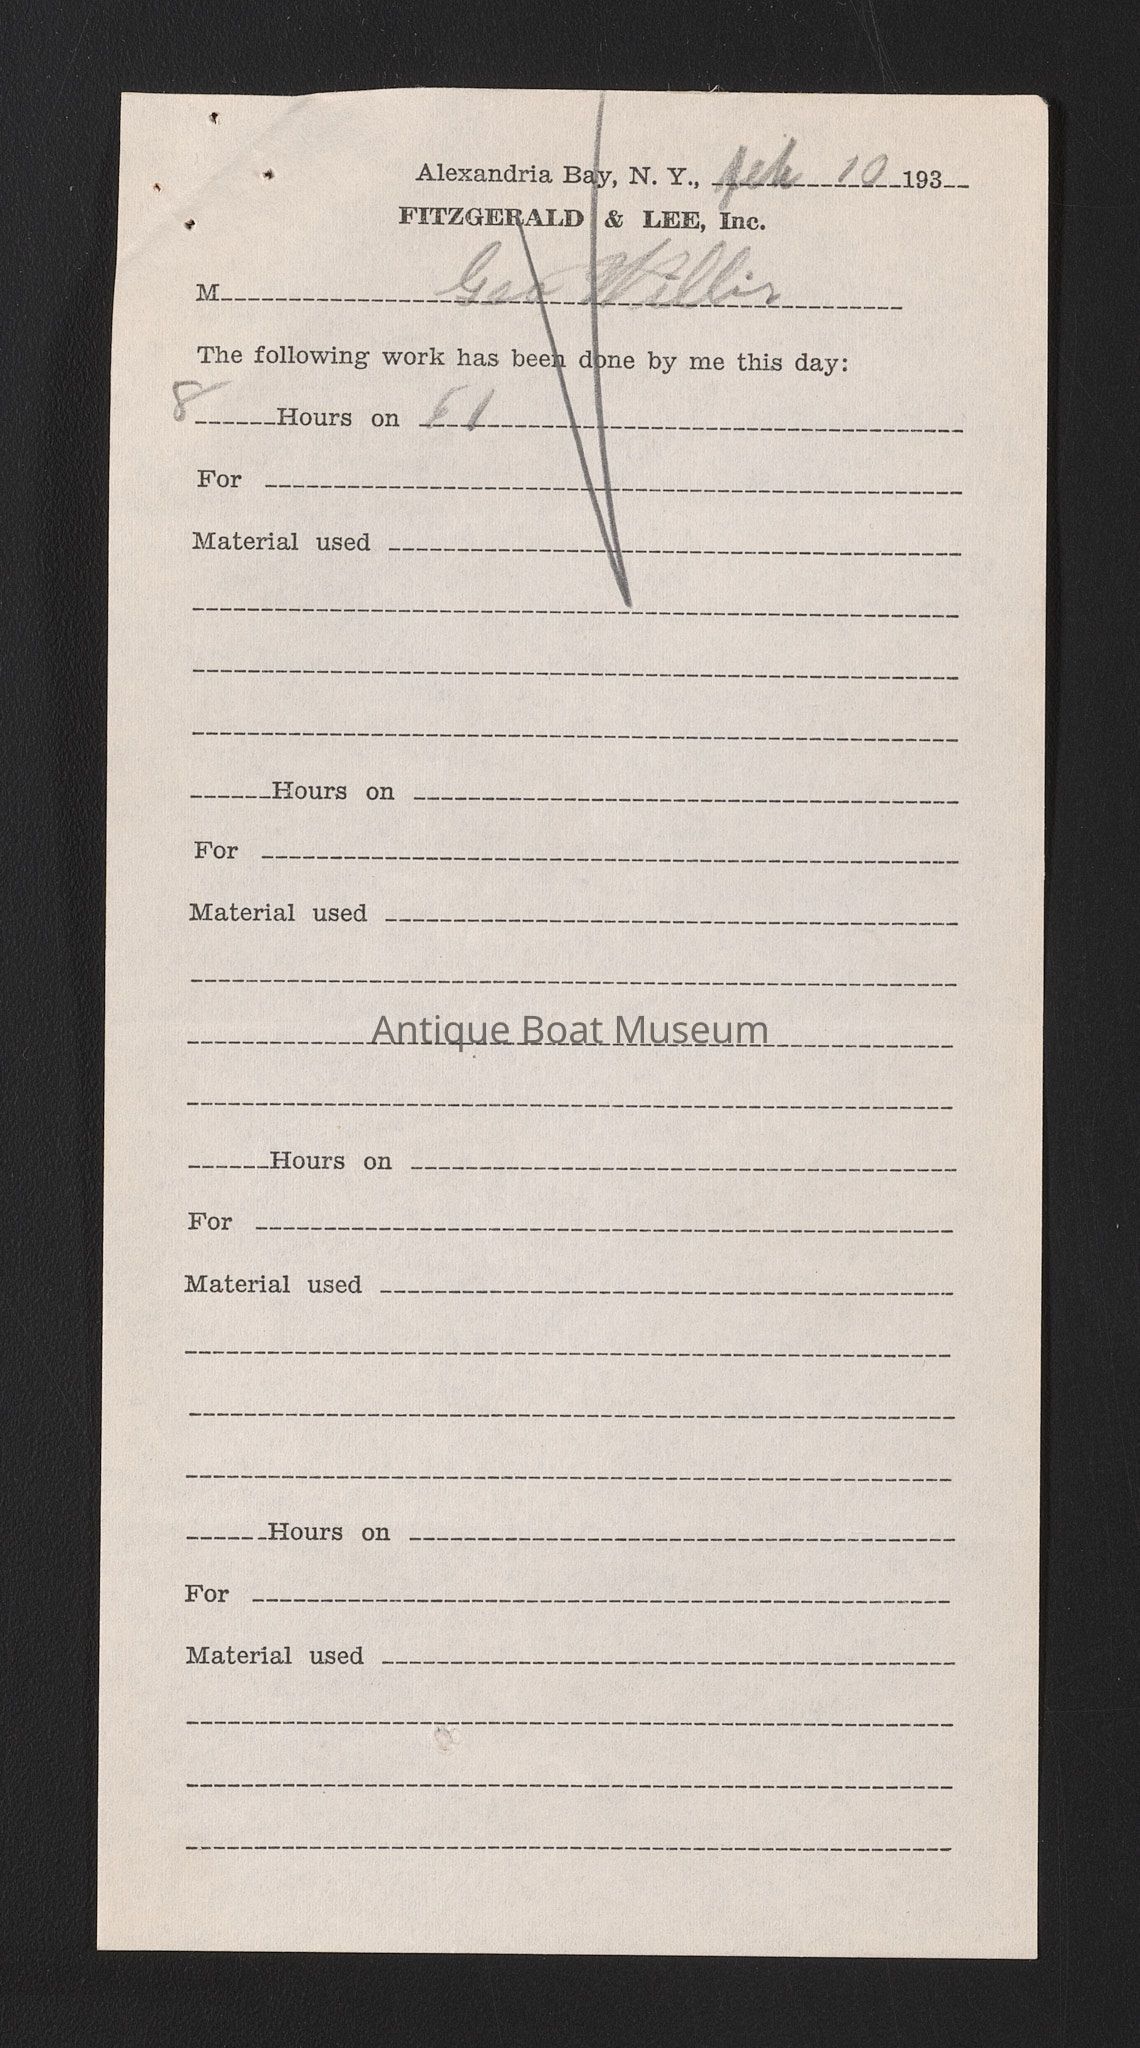 Alexandria Bay, N. Y., Feb 10 193
FITZGERALD & LEE, Inc.
M Geo Willis
The following work has been done by me this day:
8 Hours on 61
For
Material used
Hours on
For
Material used
Antique Boat Museum
Hours on
For
Material used
Hours on
For
Material used